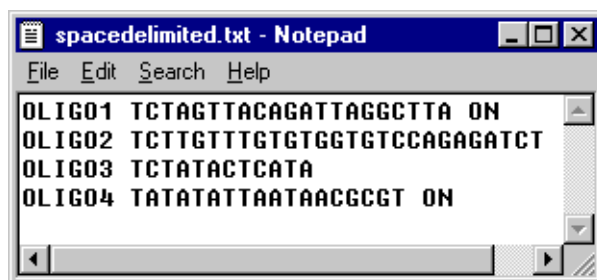 spacedelimited.txt - Notepad
File Edit Search Help
OLIGO1 TCTAGTTACAGATTAGGCTTA ON
OLIGO2 TCTTGTTTGTGTGGTGTCCAGAGATCT
OLIGO3 TCTATACTCATA
OLIGO4 TATATATTAATAACGCGT ON